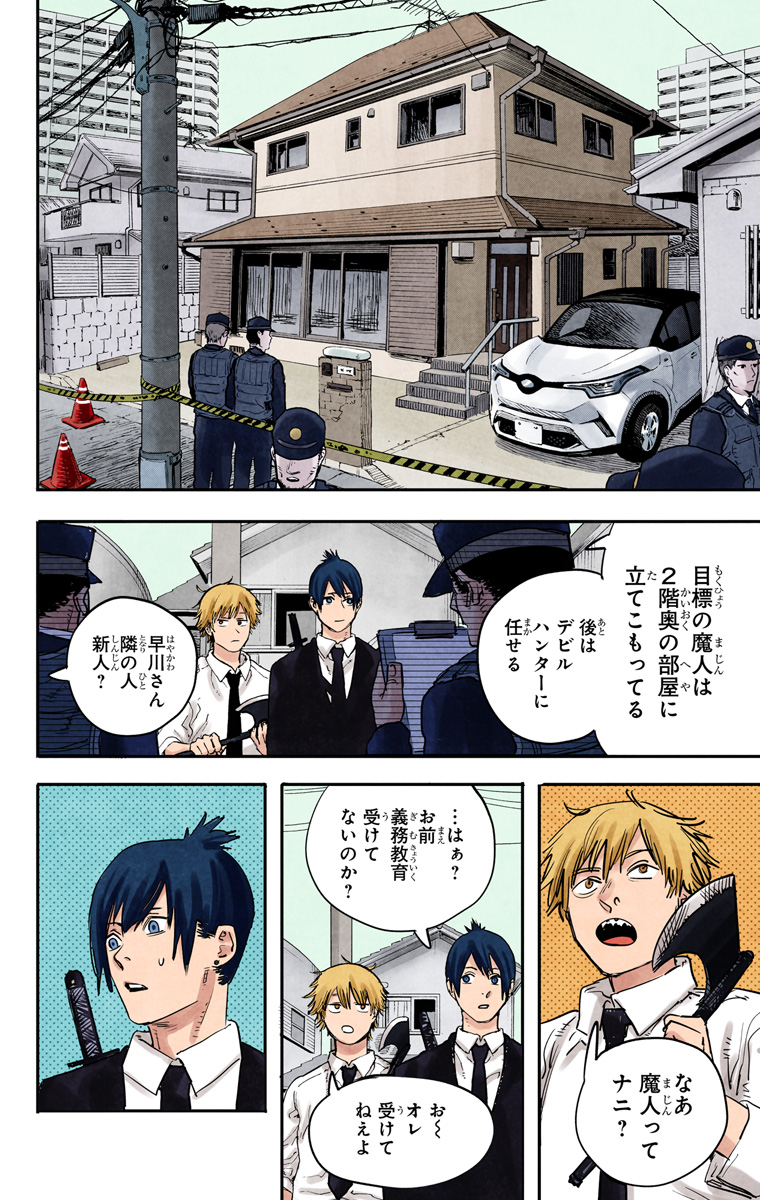 目標の魔人は
２階奥の部屋に
立てこもってる
後は
デビル
ハンターに
任せる
早川さん
隣の人
新人？
なあ
魔人って
ナニ？
…はぁ？
お前
義務教育
受けて
ないのか？
お〜
オレ
受けて
ねえよ